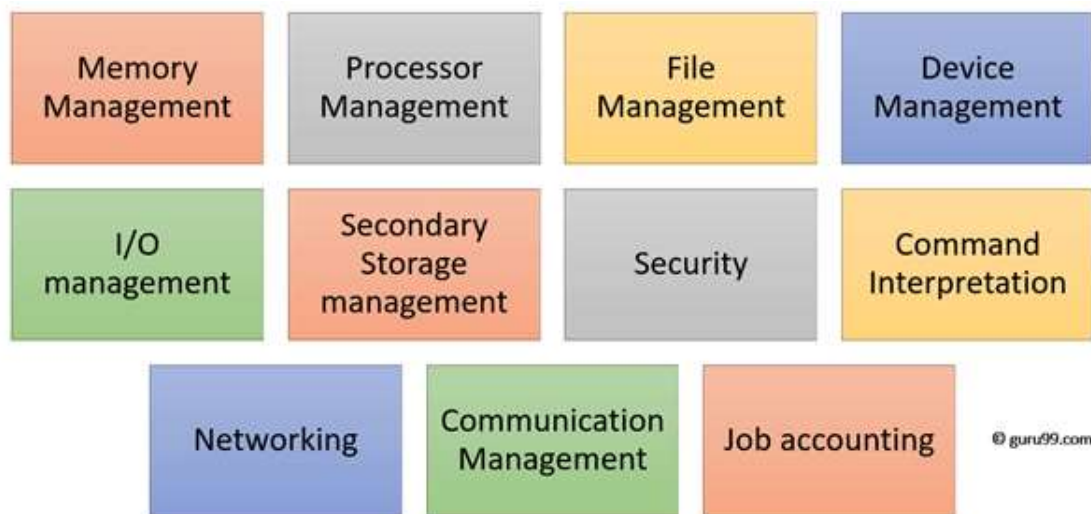 Memory
Management
Processor
Management
File
Management
Device
Management
I/O
management
Secondary
Storage
management
Security
Command
Interpretation
Networking
Communication
Management
Job accounting
© guru99.com